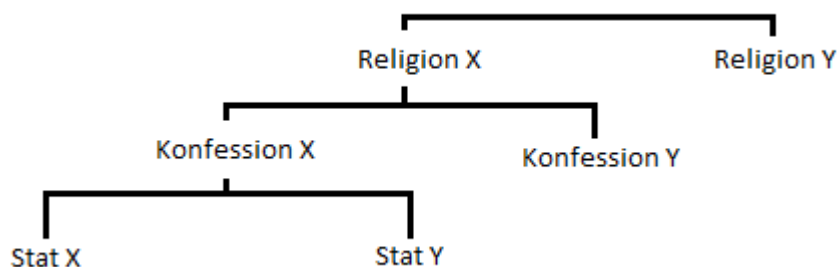 Religion X
Religion Y
Konfession X
Konfession Y
Stat X
Stat Y